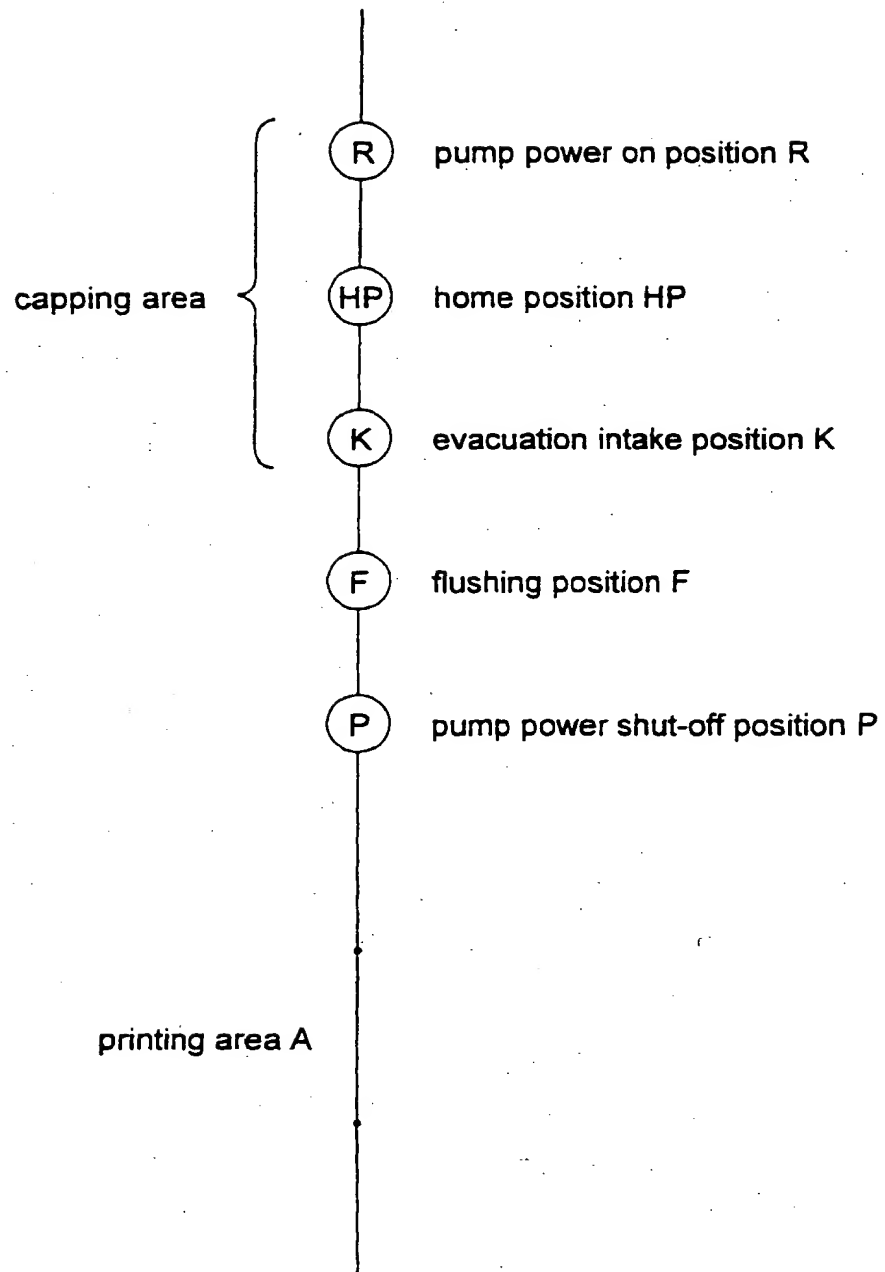 R pump power on position R
capping area HP home position HP
K evacuation intake position K
F flushing position F
P pump power shut-off position P
printing area A